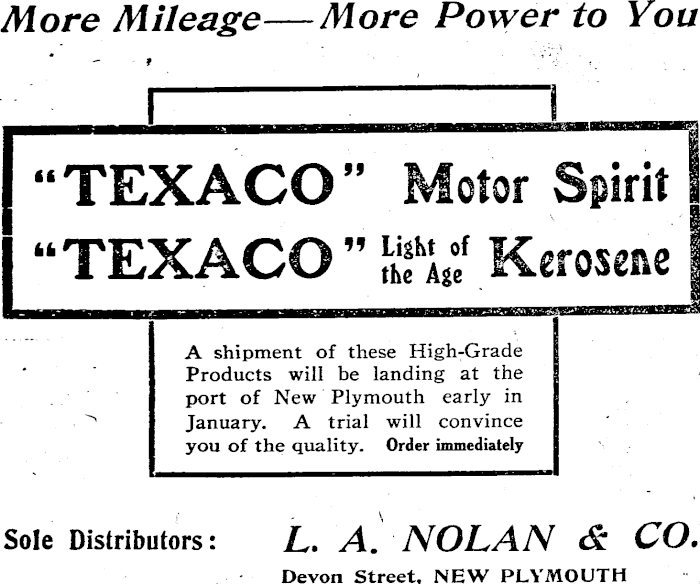 More Mileage—More Power to You
"TEXACO" Motor Spirit
"TEXACO" Light of the Age Kerosene
A shipment of these High-Grade
Products will be landing at the
port of New Plymouth early in
January. A trial will convince
you of the quality. Order immediately
Sole Distributors: L. A. NOLAN & CO.
Devon Street, NEW PLYMOUTH